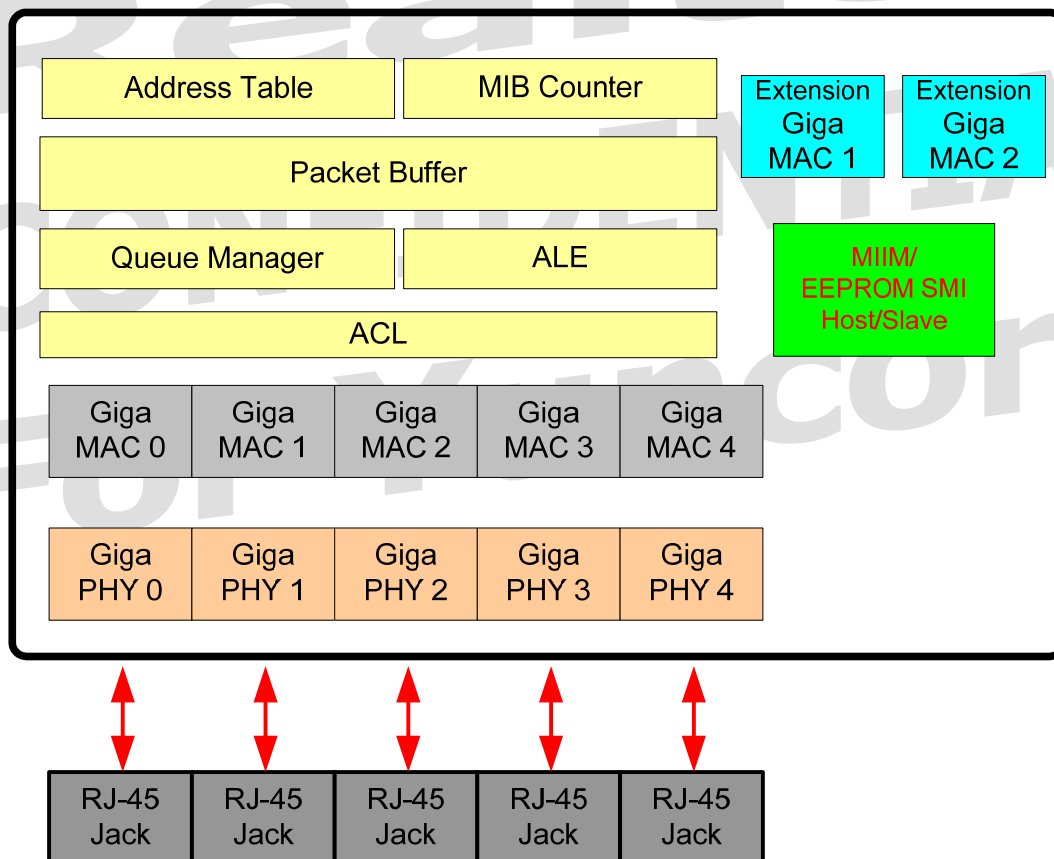 Address Table
MIB Counter
Extension
Giga
MAC 1
Extension
Giga
MAC 2
Packet Buffer
Queue Manager
ALE
MIIM/
EEPROM SMI
Host/Slave
ACL
Giga
MAC 0
Giga
MAC 1
Giga
MAC 2
Giga
MAC 3
Giga
MAC 4
Giga
PHY 0
Giga
PHY 1
Giga
PHY 2
Giga
PHY 3
Giga
PHY 4
RJ-45
Jack
RJ-45
Jack
RJ-45
Jack
RJ-45
Jack
RJ-45
Jack
For Yuncor